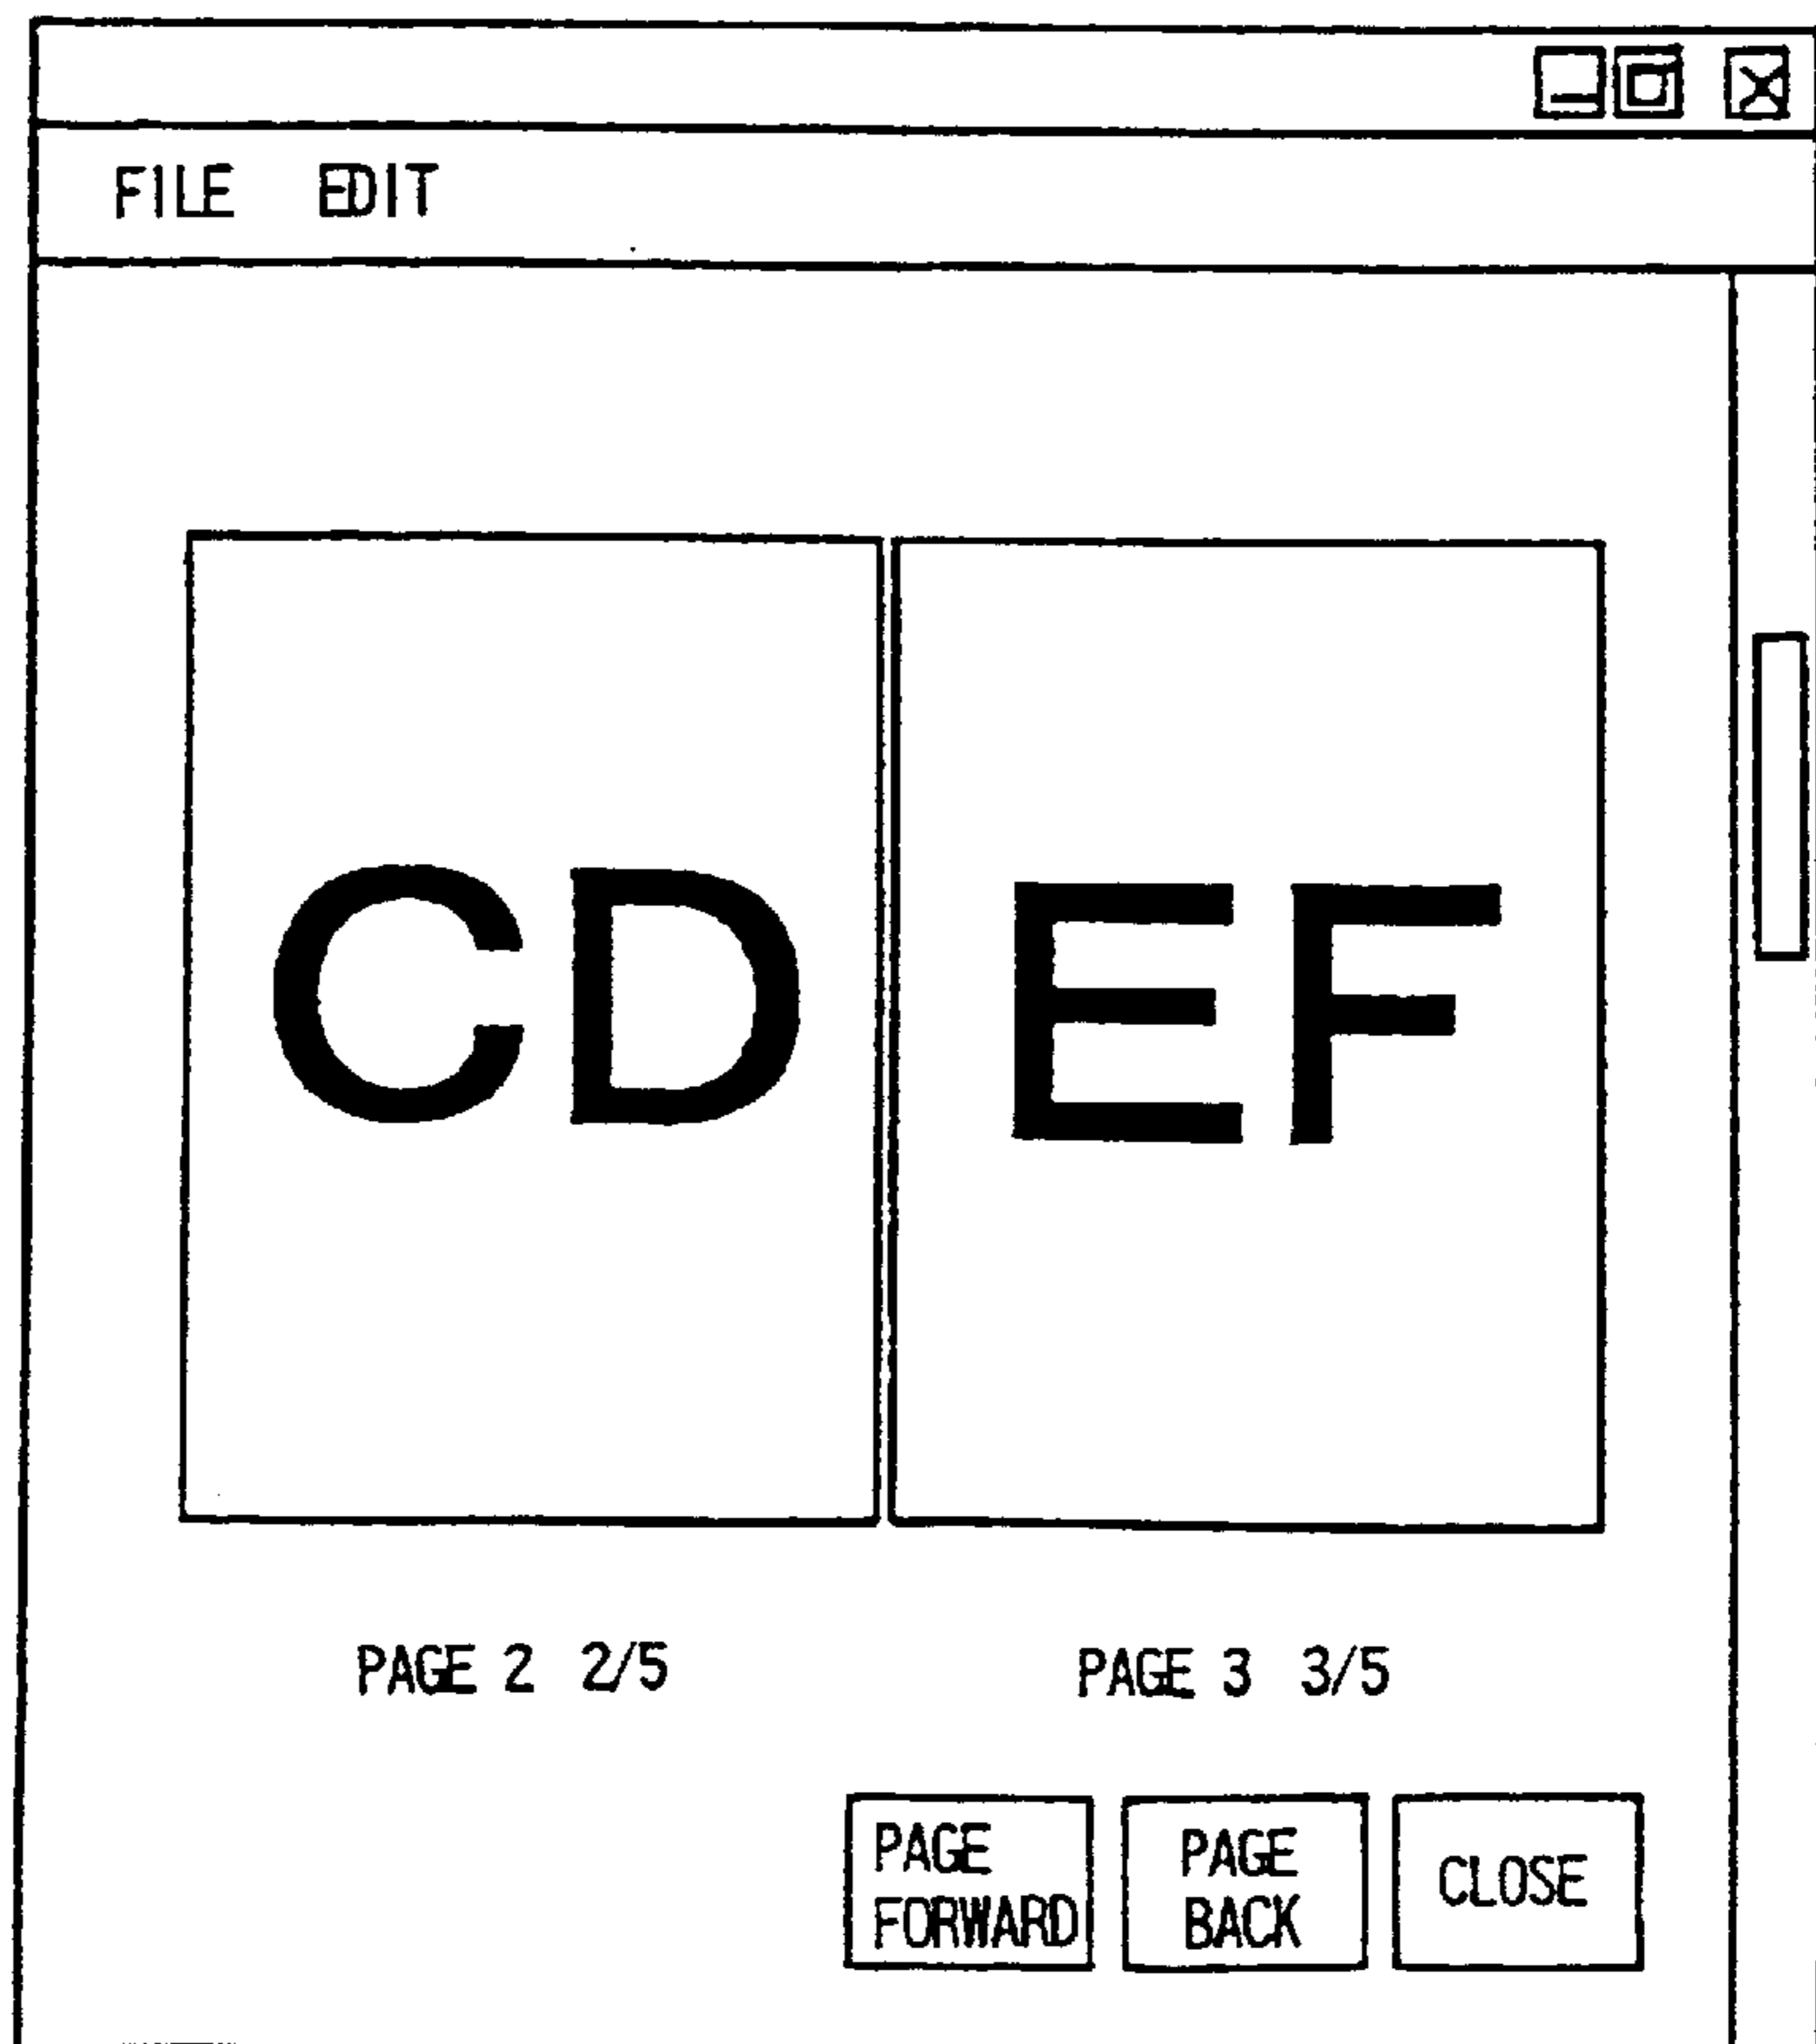 FILE EDIT
CD EF
PAGE 2 2/5 PAGE 3 3/5
PAGE FORWARD
PAGE BACK
CLOSE